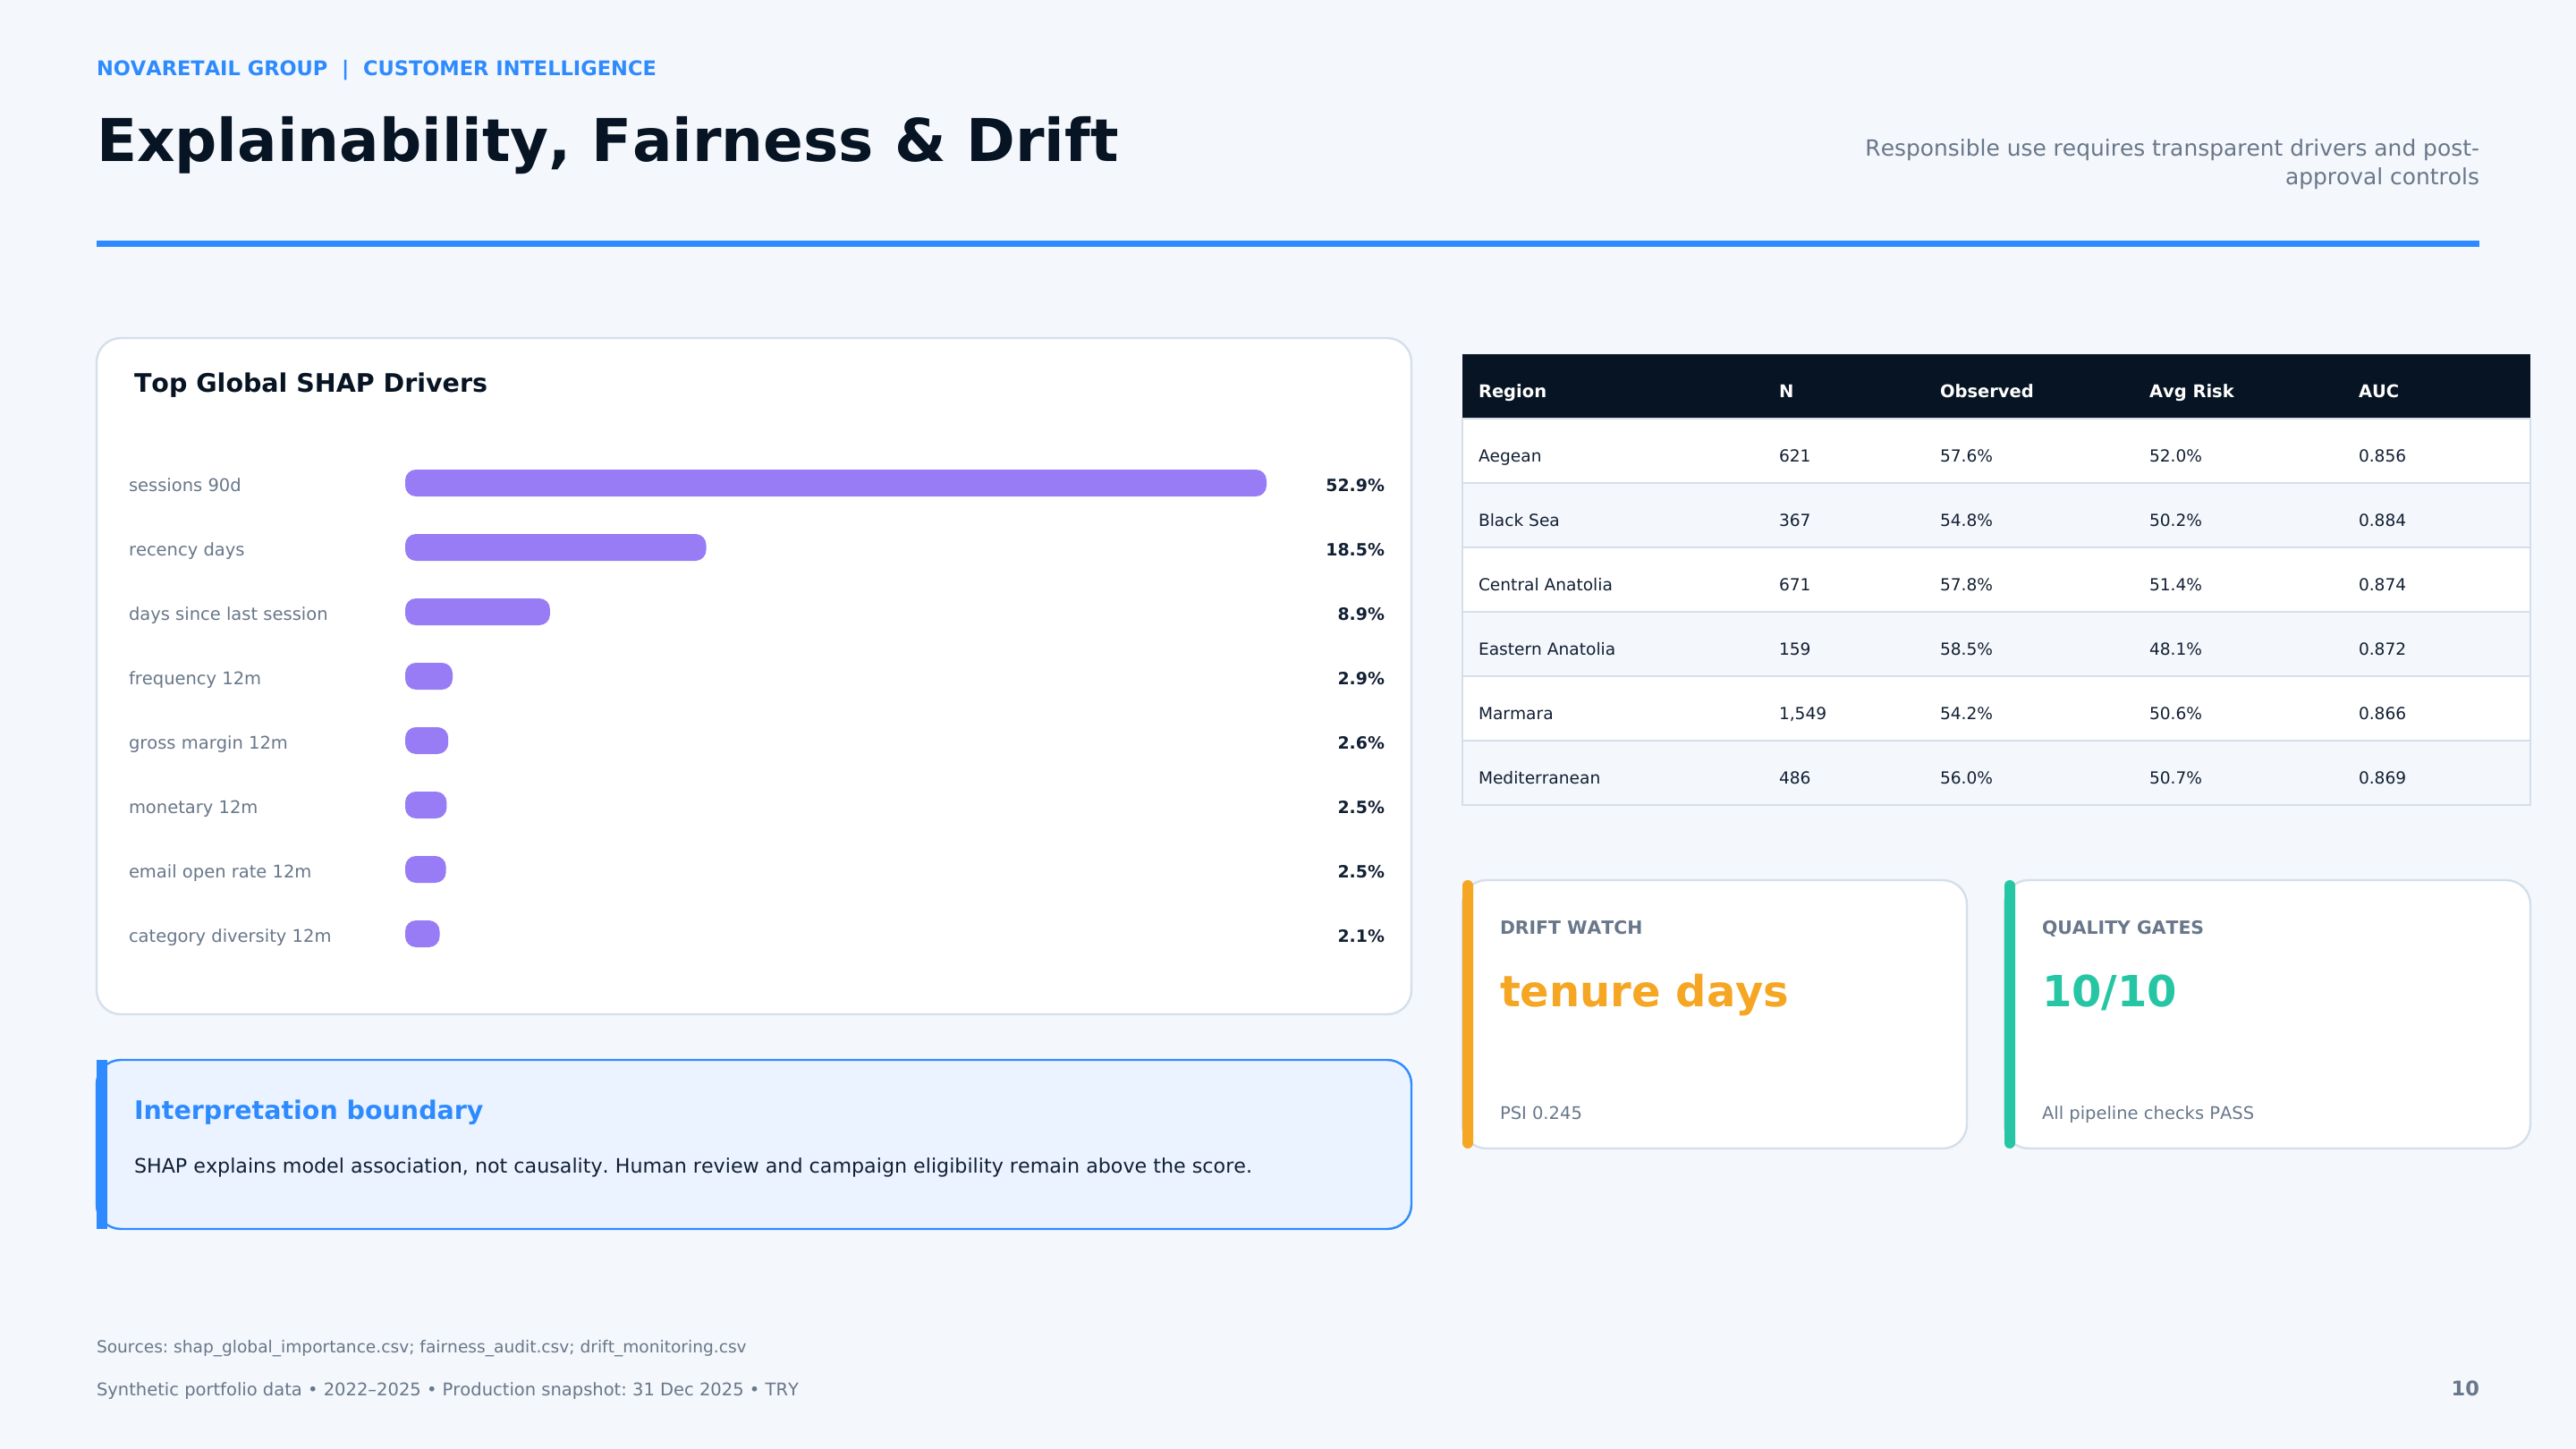 NOVARETAIL GROUP | CUSTOMER INTELLIGENCE
Explainability, Fairness & Drift
Responsible use requires transparent drivers and post-
approval controls
Top Global SHAP Drivers
sessions 90d 52.9%
recency days 18.5%
days since last session 8.9%
frequency 12m 2.9%
gross margin 12m 2.6%
monetary 12m 2.5%
email open rate 12m 2.5%
category diversity 12m 2.1%
Interpretation boundary
SHAP explains model association, not causality. Human review and campaign eligibility remain above the score.
Region N Observed Avg Risk AUC
Aegean 621 57.6% 52.0% 0.856
Black Sea 367 54.8% 50.2% 0.884
Central Anatolia 671 57.8% 51.4% 0.874
Eastern Anatolia 159 58.5% 48.1% 0.872
Marmara 1,549 54.2% 50.6% 0.866
Mediterranean 486 56.0% 50.7% 0.869
DRIFT WATCH
tenure days
PSI 0.245
QUALITY GATES
10/10
All pipeline checks PASS
Sources: shap_global_importance.csv; fairness_audit.csv; drift_monitoring.csv
Synthetic portfolio data • 2022–2025 • Production snapshot: 31 Dec 2025 • TRY
10